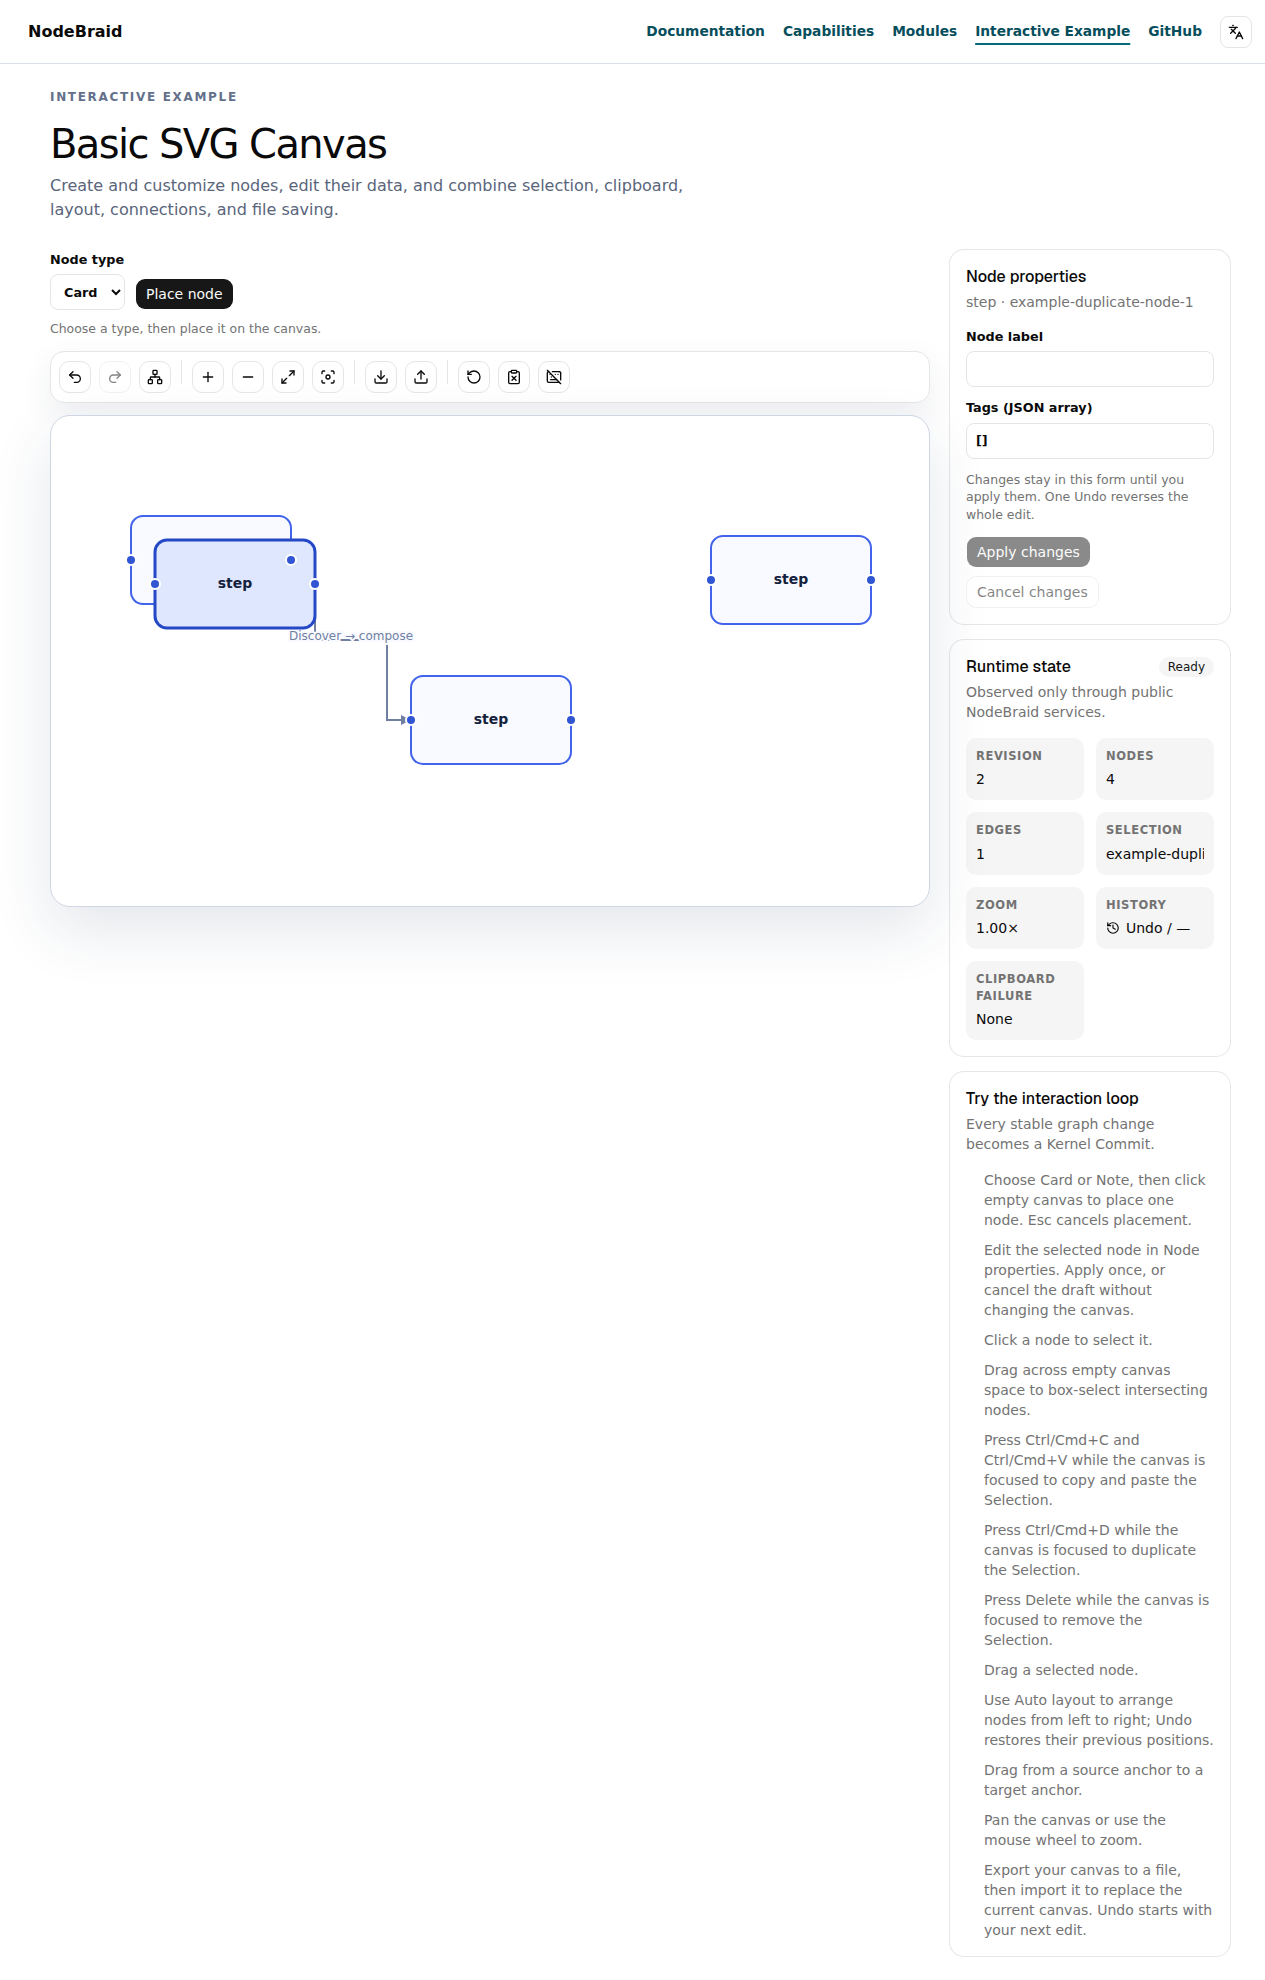 NodeBraid
Documentation Capabilities Modules Interactive Example GitHub
INTERACTIVE EXAMPLE
Basic SVG Canvas
Create and customize nodes, edit their data, and combine selection, clipboard,
layout, connections, and file saving.
Node type
Card
Place node
Choose a type, then place it on the canvas.
step
step
Discover → compose
step
Node properties
step · example-duplicate-node-1
Node label
Tags (JSON array)
[]
Changes stay in this form until you
apply them. One Undo reverses the
whole edit.
Apply changes
Cancel changes
Runtime state
Ready
Observed only through public
NodeBraid services.
REVISION
2
NODES
4
EDGES
1
SELECTION
example-dupli
ZOOM
1.00×
HISTORY
Undo / —
CLIPBOARD
FAILURE
None
Try the interaction loop
Every stable graph change
becomes a Kernel Commit.
Choose Card or Note, then click
empty canvas to place one
node. Esc cancels placement.
Edit the selected node in Node
properties. Apply once, or
cancel the draft without
changing the canvas.
Click a node to select it.
Drag across empty canvas
space to box-select intersecting
nodes.
Press Ctrl/Cmd+C and
Ctrl/Cmd+V while the canvas is
focused to copy and paste the
Selection.
Press Ctrl/Cmd+D while the
canvas is focused to duplicate
the Selection.
Press Delete while the canvas is
focused to remove the
Selection.
Drag a selected node.
Use Auto layout to arrange
nodes from left to right; Undo
restores their previous positions.
Drag from a source anchor to a
target anchor.
Pan the canvas or use the
mouse wheel to zoom.
Export your canvas to a file,
then import it to replace the
current canvas. Undo starts with
your next edit.